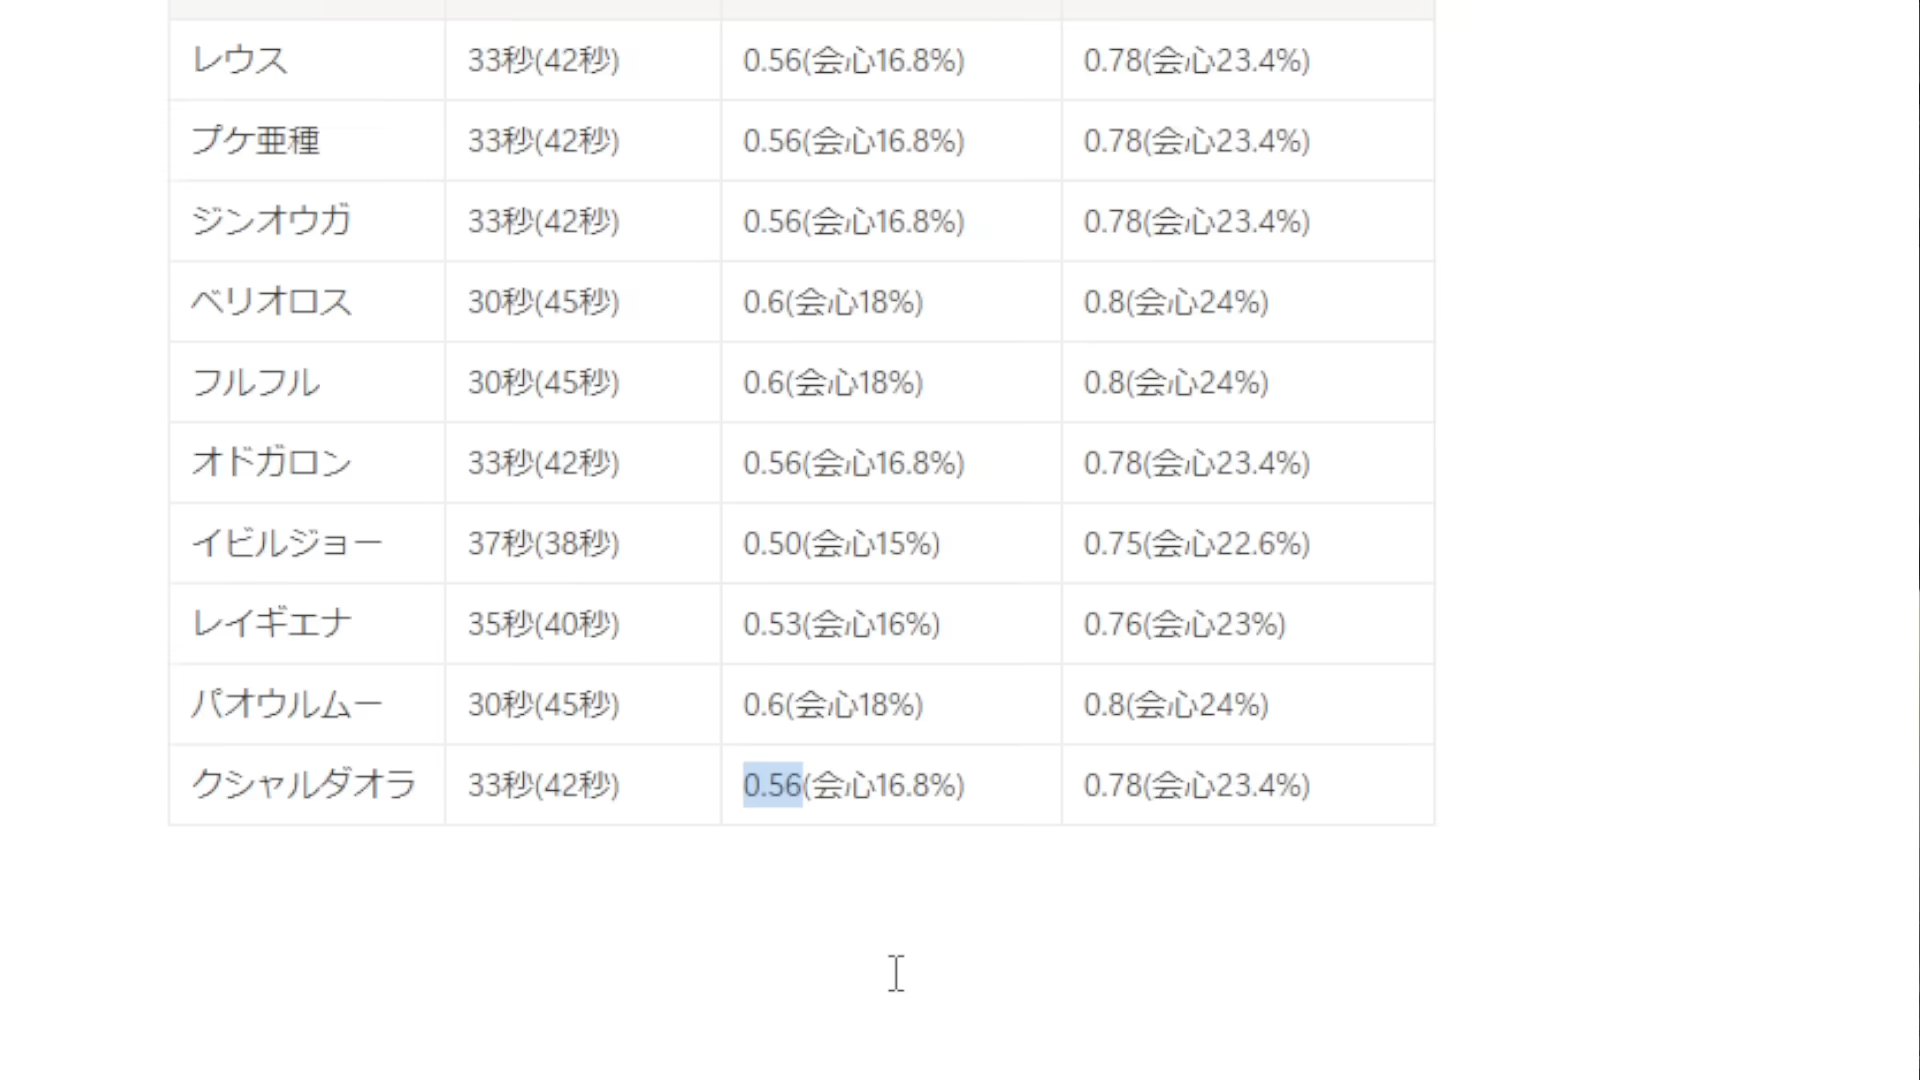 レウス 33秒(42秒) 0.56(会心16.8%) 0.78(会心23.4%)
プケ亜種 33秒(42秒) 0.56(会心16.8%) 0.78(会心23.4%)
ジンオウガ 33秒(42秒) 0.56(会心16.8%) 0.78(会心23.4%)
ベリオロス 30秒(45秒) 0.6(会心18%) 0.8(会心24%)
フルフル 30秒(45秒) 0.6(会心18%) 0.8(会心24%)
オドガロン 33秒(42秒) 0.56(会心16.8%) 0.78(会心23.4%)
イビルジョー 37秒(38秒) 0.50(会心15%) 0.75(会心22.6%)
レイギエナ 35秒(40秒) 0.53(会心16%) 0.76(会心23%)
パオウルムー 30秒(45秒) 0.6(会心18%) 0.8(会心24%)
クシャルダオラ 33秒(42秒) 0.56(会心16.8%) 0.78(会心23.4%)